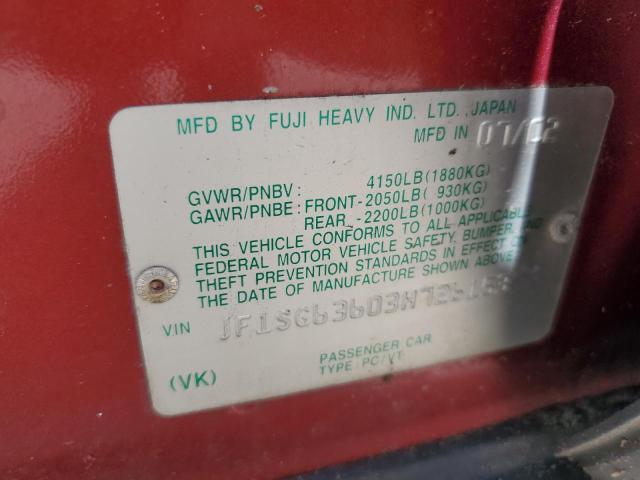 MFD BY FUJI HEAVY IND. LTD., JAPAN
MFD IN 07/02
GVWR/PNBV: 4150LB(1880KG)
GAWR/PNBE: FRONT-2050LB( 930KG)
REAR -2200LB(1000KG)
THIS VEHICLE CONFORMS TO ALL APPLICABLE
FEDERAL MOTOR VEHICLE SAFETY, BUMPER, AND
THEFT PREVENTION STANDARDS IN EFFECT ON
THE DATE OF MANUFACTURE SHOWN ABOVE.
VIN
PASSENGER CAR
TYPE: PC/VT
(VK)